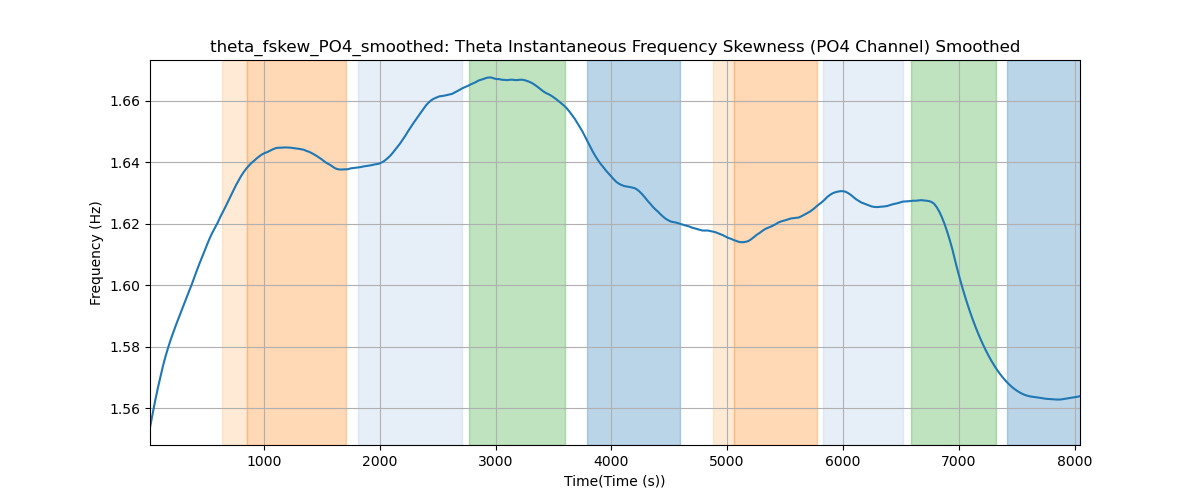 theta_fskew_PO4_smoothed: Theta Instantaneous Frequency Skewness (PO4 Channel) Smoothed
Frequency (Hz)
1.66
1.64
1.62
1.60
1.58
1.56
1000 2000 3000 4000 5000 6000 7000 8000
Time(Time (s))